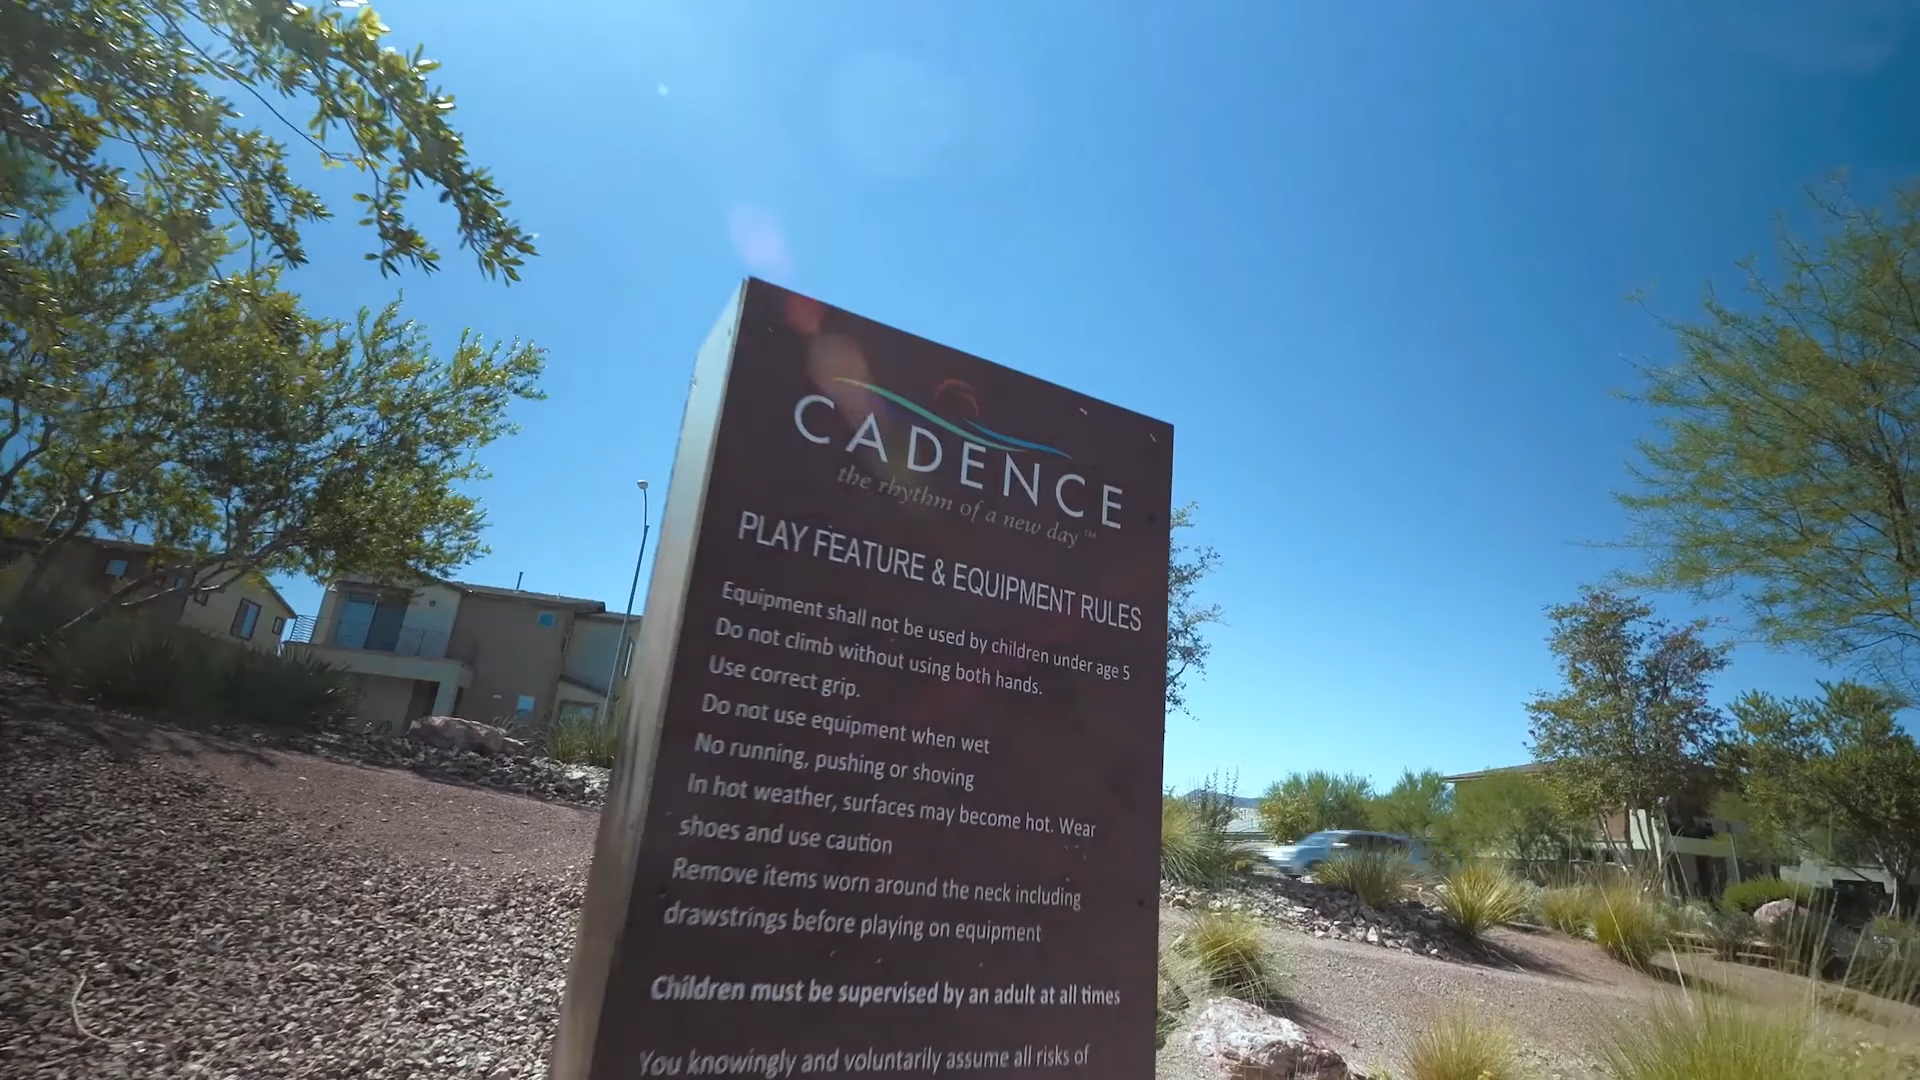 CADENCE
the rhythm of a new day™
PLAY FEATURE & EQUIPMENT RULES
Equipment shall not be used by children under age 5
Do not climb without using both hands.
Use correct grip.
Do not use equipment when wet
No running, pushing or shoving
In hot weather, surfaces may become hot. Wear
shoes and use caution
Remove items worn around the neck including
drawstrings before playing on equipment
Children must be supervised by an adult at all times
You knowingly and voluntarily assume all risks of